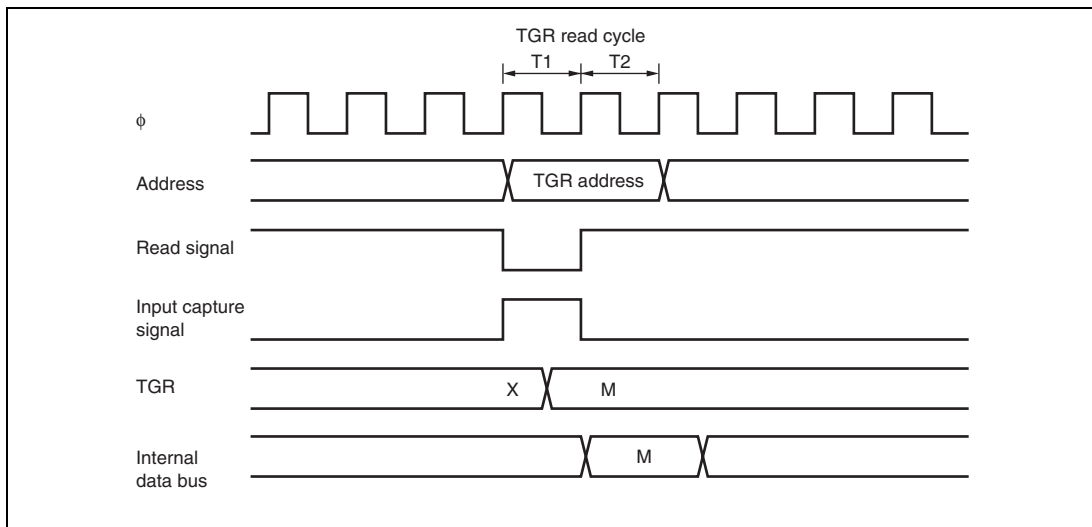 TGR read cycle
T1 T2
ϕ
Address
TGR address
Read signal
Input capture
signal
TGR
X M
Internal
data bus
M